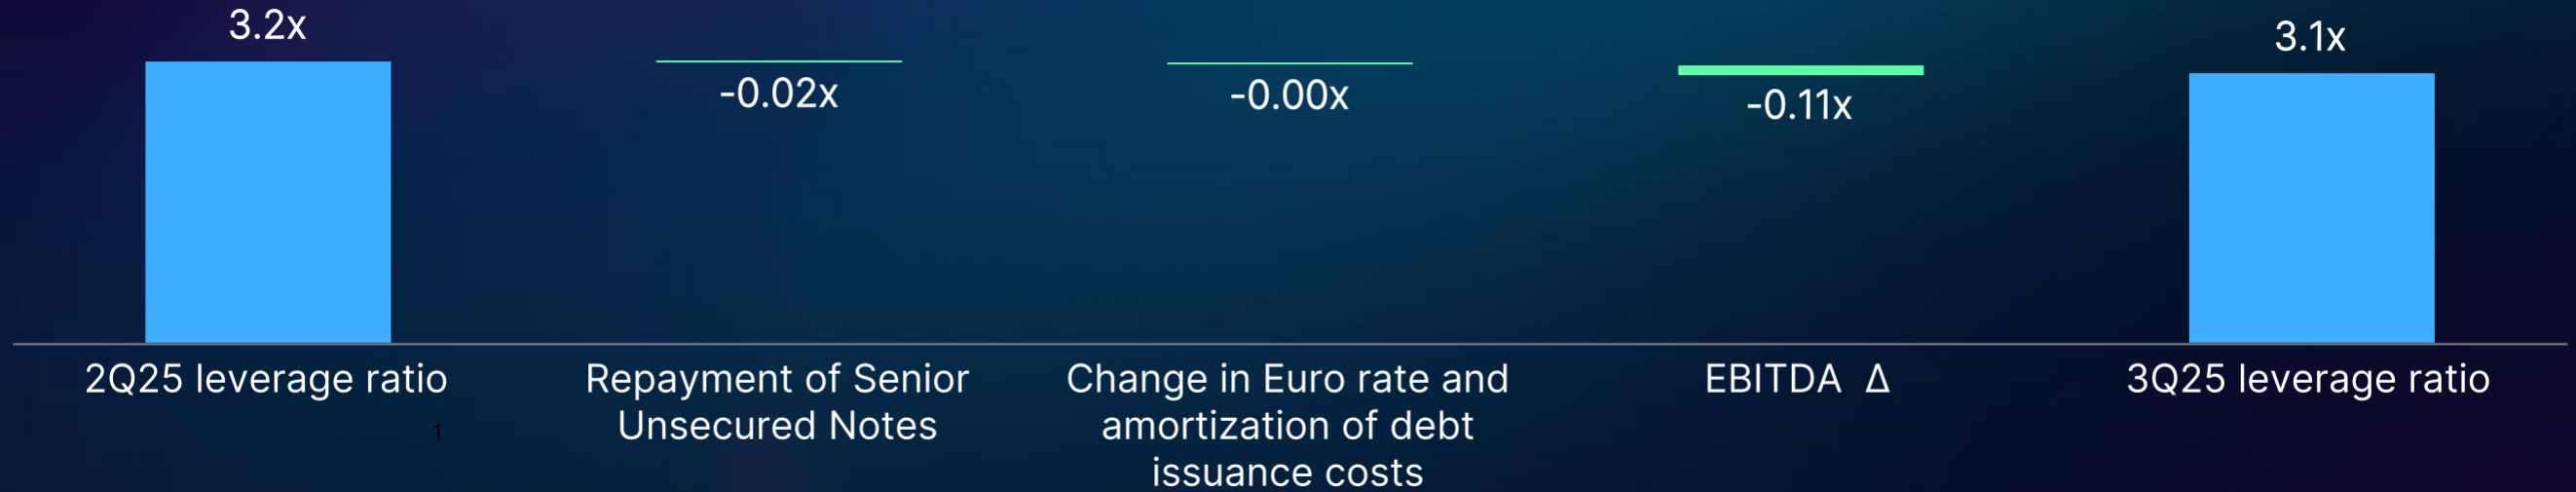 3.2x
-0.02x
-0.00x
-0.11x
3.1x
2Q25 leverage ratio
1
Repayment of Senior
Unsecured Notes
Change in Euro rate and
amortization of debt
issuance costs
EBITDA Δ
3Q25 leverage ratio